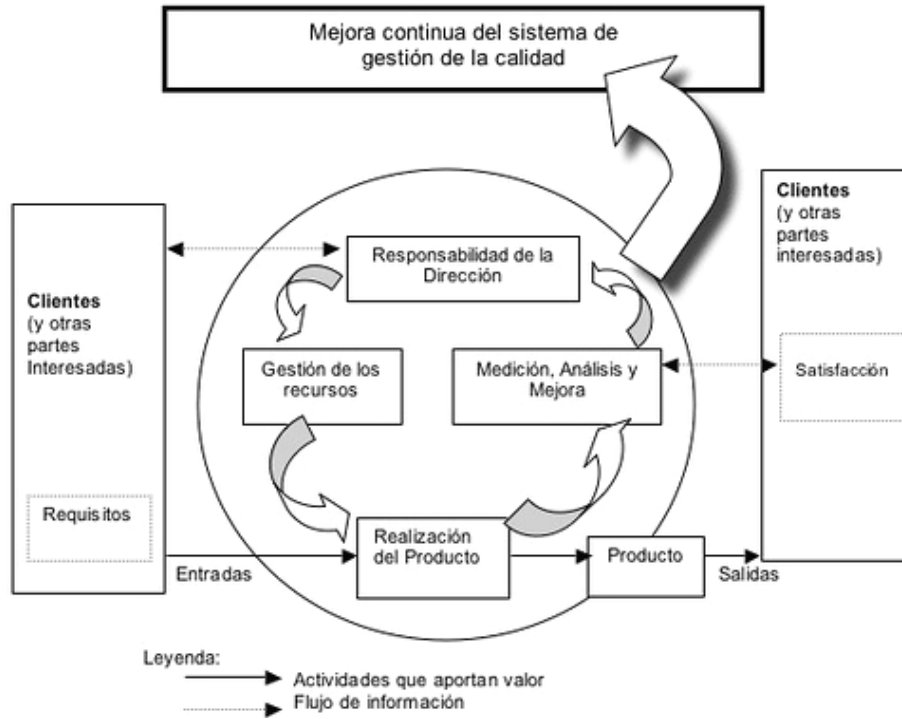 Mejora continua del sistema de
gestión de la calidad
Clientes
(y otras
partes
interesadas)
Responsabilidad de la
Dirección
Clientes
(y otras
partes
Interesadas)
Gestión de los
recursos
Medición, Análisis y
Mejora
Satisfacción
Requisitos
Realización
del Producto
Producto
Entradas
Salidas
Leyenda:
Actividades que aportan valor
Flujo de información